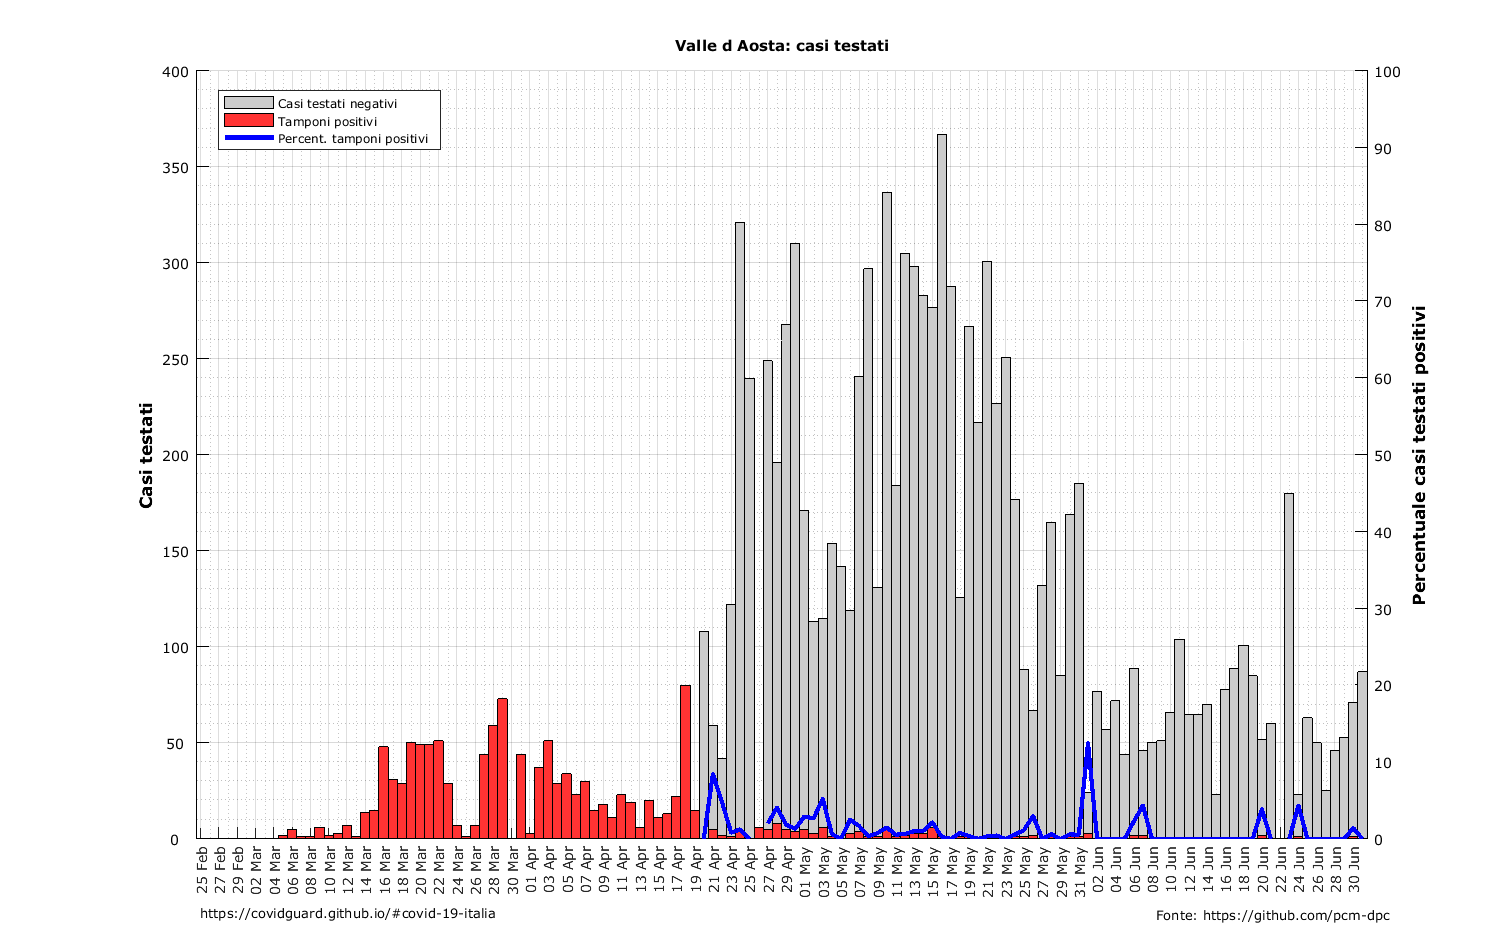 Valle d Aosta: casi testati
Casi testati negativi
Tamponi positivi
Percent. tamponi positivi
Casi testati
400
350
300
250
200
150
100
50
0
100
90
80
70
60
50
40
30
20
10
0
Percentuale casi testati positivi
25 Feb
27 Feb
29 Feb
02 Mar
04 Mar
06 Mar
08 Mar
10 Mar
12 Mar
14 Mar
16 Mar
18 Mar
20 Mar
22 Mar
24 Mar
26 Mar
28 Mar
30 Mar
01 Apr
03 Apr
05 Apr
07 Apr
09 Apr
11 Apr
13 Apr
15 Apr
17 Apr
19 Apr
21 Apr
23 Apr
25 Apr
27 Apr
29 Apr
01 May
03 May
05 May
07 May
09 May
11 May
13 May
15 May
17 May
19 May
21 May
23 May
25 May
27 May
29 May
31 May
02 Jun
04 Jun
06 Jun
08 Jun
10 Jun
12 Jun
14 Jun
16 Jun
18 Jun
20 Jun
22 Jun
24 Jun
26 Jun
28 Jun
30 Jun
https://covidguard.github.io/#covid-19-italia
Fonte: https://github.com/pcm-dpc